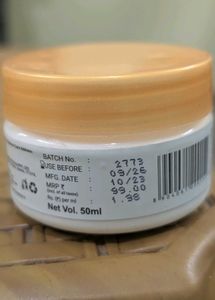 BATCH No. : 2773
USE BEFORE : 09/26
MFG. DATE : 10/23
MRP ₹ : 99.00
(incl. of all taxes)
Rs. (₹) per ml : 1.98
Net Vol. 50ml